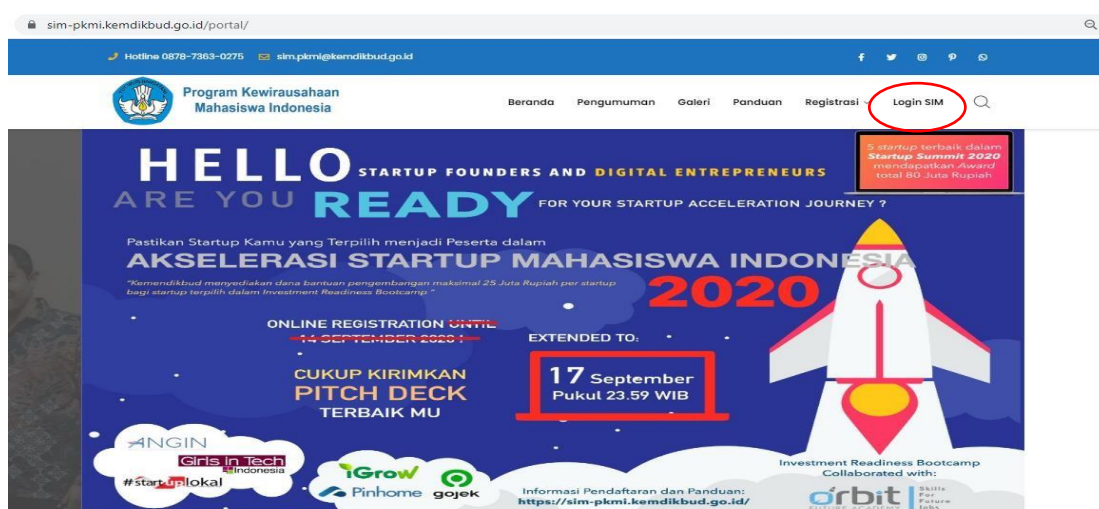 sim-pkmi.kemdikbud.go.id/portal/
Hotline 0878-7363-0275 sim.pkmi@kemdikbud.go.id
Program Kewirausahaan
Mahasiswa Indonesia
Beranda Pengumuman Galeri Panduan Registrasi Login SIM
5 startup terbaik dalam
Startup Summit 2020
mendapatkan Award
total 80 Juta Rupiah
HELLO STARTUP FOUNDERS AND DIGITAL ENTREPRENEURS
ARE YOU READY FOR YOUR STARTUP ACCELERATION JOURNEY ?
Pastikan Startup Kamu yang Terpilih menjadi Peserta dalam
AKSELERASI STARTUP MAHASISWA INDONESIA
2020
"Kemendikbud menyediakan dana bantuan pengembangan maksimal 25 Juta Rupiah per startup
bagi startup terpilih dalam Investment Readiness Bootcamp "
ONLINE REGISTRATION UNTIL
14 SEPTEMBER 2020 !
EXTENDED TO:
17 September
Pukul 23.59 WIB
CUKUP KIRIMKAN
PITCH DECK
TERBAIK MU
ANGIN
Girls in Tech
Indonesia
#startuplokal
iGrow
Pinhome
gojek
Informasi Pendaftaran dan Panduan:
https://sim-pkmi.kemdikbud.go.id/
Investment Readiness Bootcamp
Collaborated with:
orbit
FUTURE ACADEMY
Skills
For
Future
Jobs